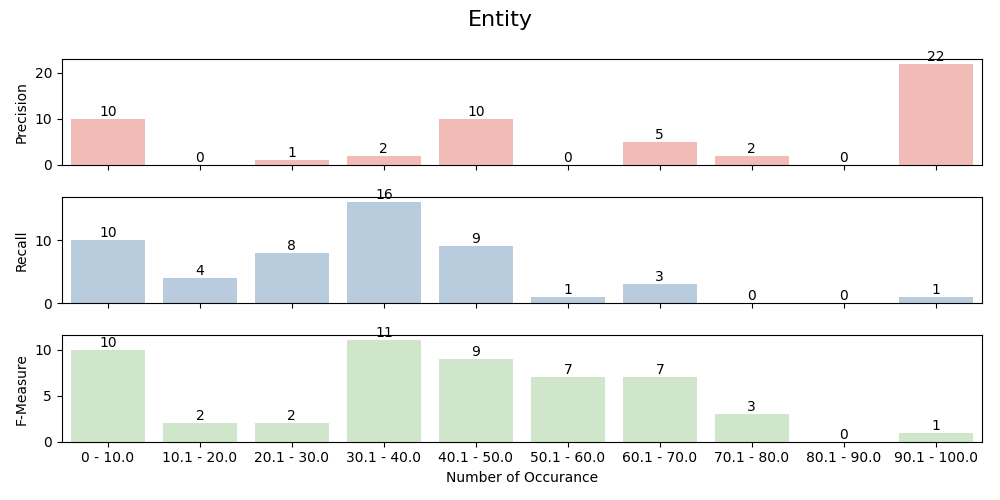 Entity
Precision
20
10
0
10
0
1
2
10
0
5
2
0
22
Recall
10
0
10
4
8
16
9
1
3
0
0
1
F-Measure
10
5
0
10
2
2
11
9
7
7
3
0
1
0 - 10.0
10.1 - 20.0
20.1 - 30.0
30.1 - 40.0
40.1 - 50.0
50.1 - 60.0
60.1 - 70.0
70.1 - 80.0
80.1 - 90.0
90.1 - 100.0
Number of Occurance